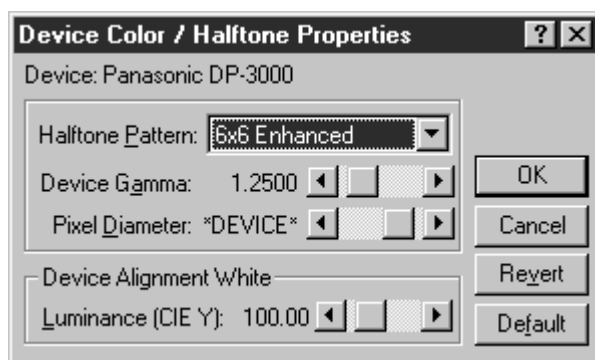 Device Color / Halftone Properties
Device: Panasonic DP-3000
Halftone Pattern: 6x6 Enhanced
Device Gamma: 1.2500
Pixel Diameter: *DEVICE*
Device Alignment White
Luminance (CIE Y): 100.00
OK
Cancel
Revert
Default